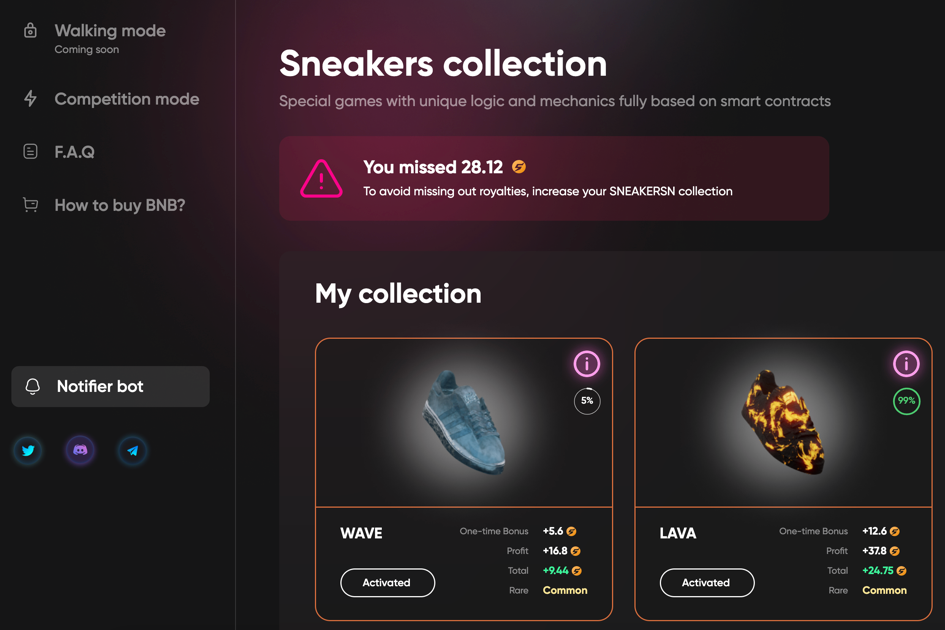 Walking mode
Coming soon
Competition mode
F.A.Q
How to buy BNB?
Notifier bot
Sneakers collection
Special games with unique logic and mechanics fully based on smart contracts
You missed 28.12
To avoid missing out royalties, increase your SNEAKERSN collection
My collection
5%
WAVE
One-time Bonus +5.6
Profit +16.8
Total +9.44
Rare Common
Activated
99%
LAVA
One-time Bonus +12.6
Profit +37.8
Total +24.75
Rare Common
Activated